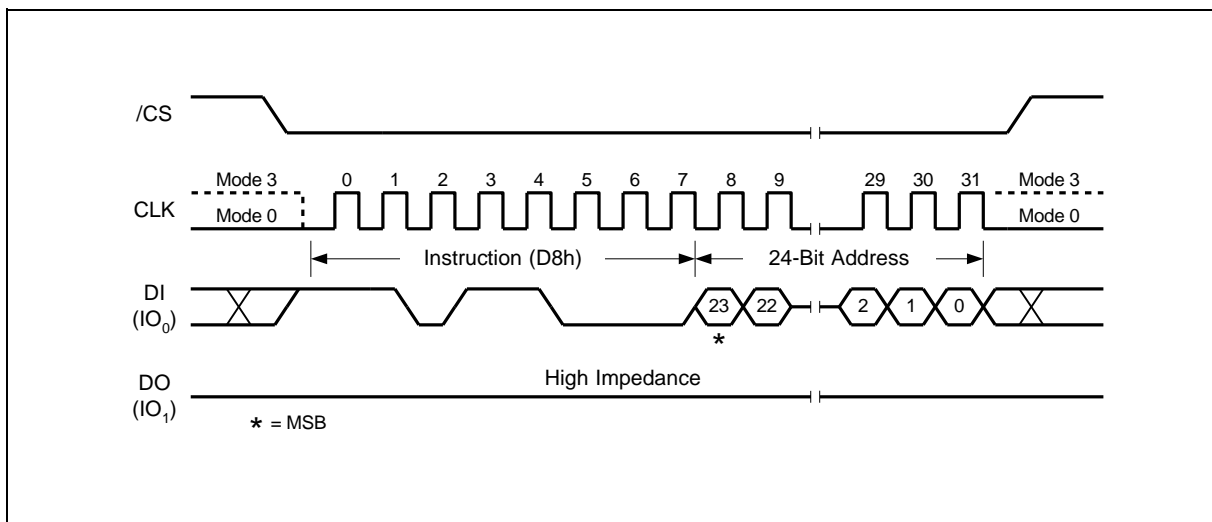 /CS
Mode 3 0 1 2 3 4 5 6 7 8 9 29 30 31 Mode 3
CLK
Mode 0 Mode 0
Instruction (D8h) 24-Bit Address
DI
(IO₀)
23 22 2 1 0
*
High Impedance
DO
(IO₁)
* = MSB